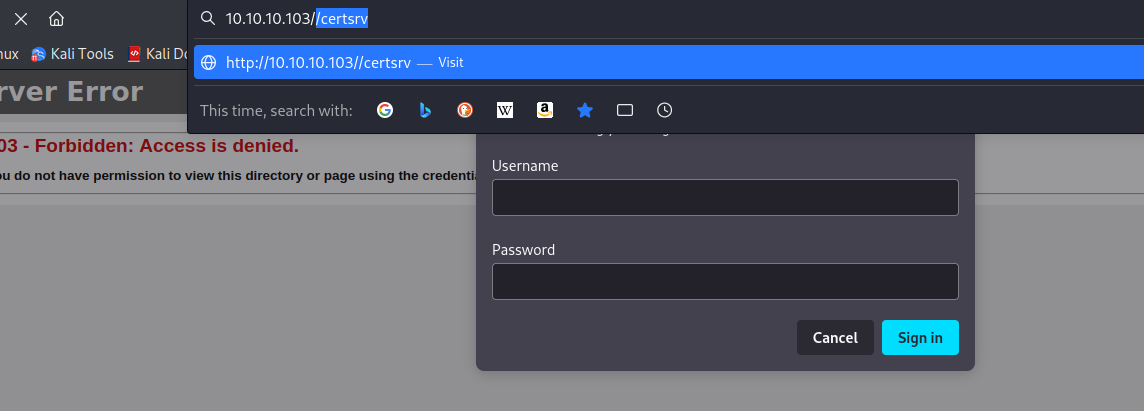 10.10.10.103//certsrv
http://10.10.10.103//certsrv — Visit
nux Kali Tools Kali Do
rver Error
This time, search with:
W
03 - Forbidden: Access is denied.
ou do not have permission to view this directory or page using the credentia
Username
Password
Cancel Sign in